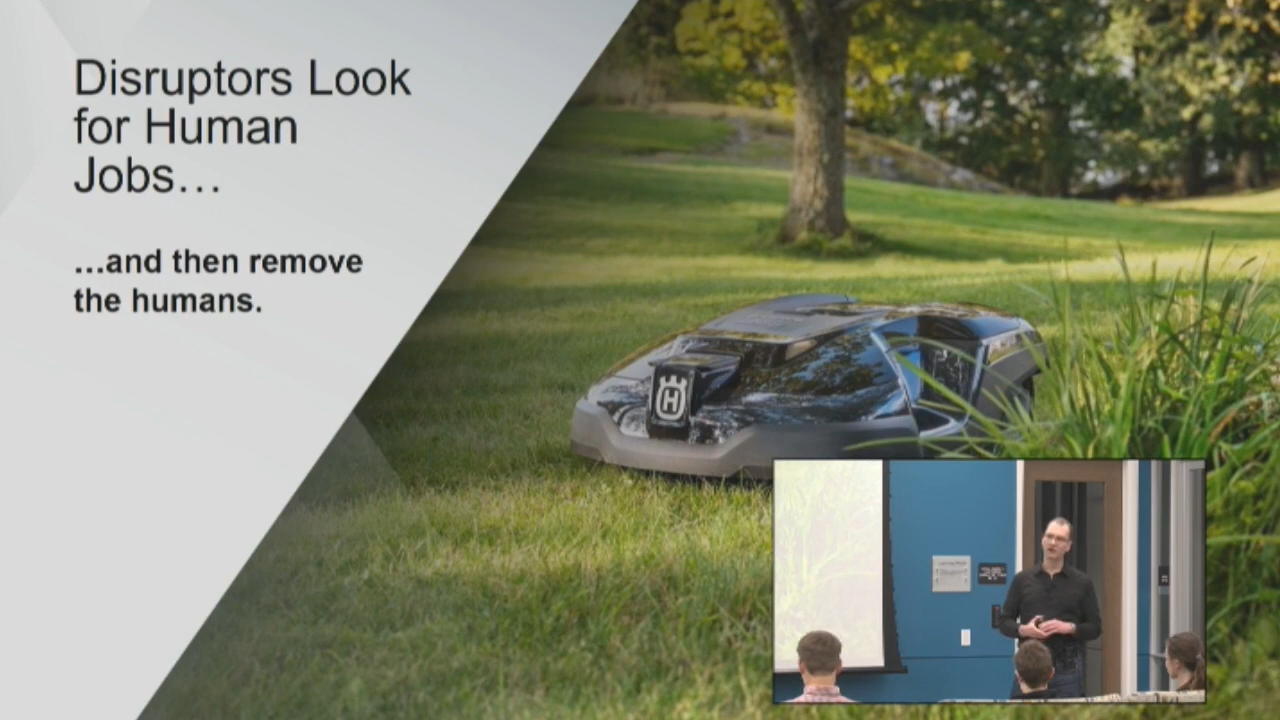 Disruptors Look
for Human
Jobs…
…and then remove
the humans.
H